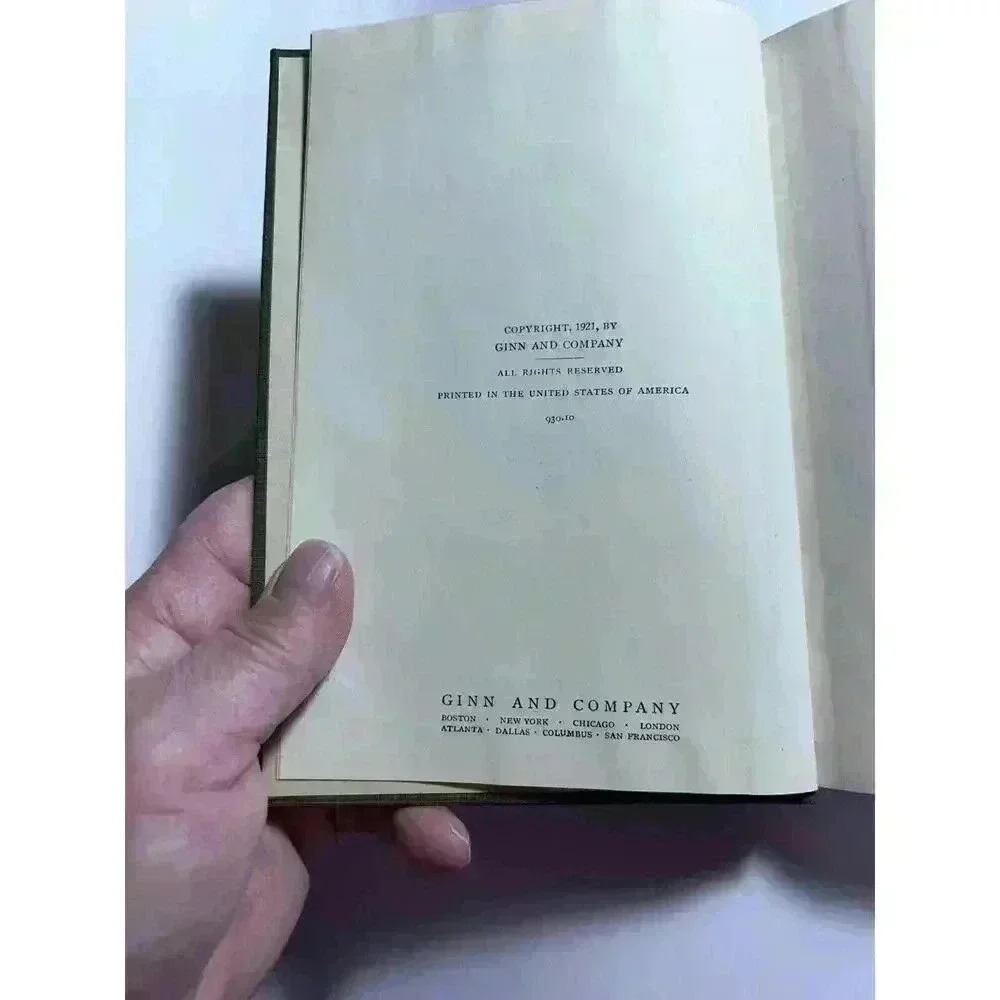 COPYRIGHT, 1921, BY
GINN AND COMPANY
ALL RIGHTS RESERVED
PRINTED IN THE UNITED STATES OF AMERICA
930.10
GINN AND COMPANY
BOSTON · NEW YORK · CHICAGO · LONDON
ATLANTA · DALLAS · COLUMBUS · SAN FRANCISCO